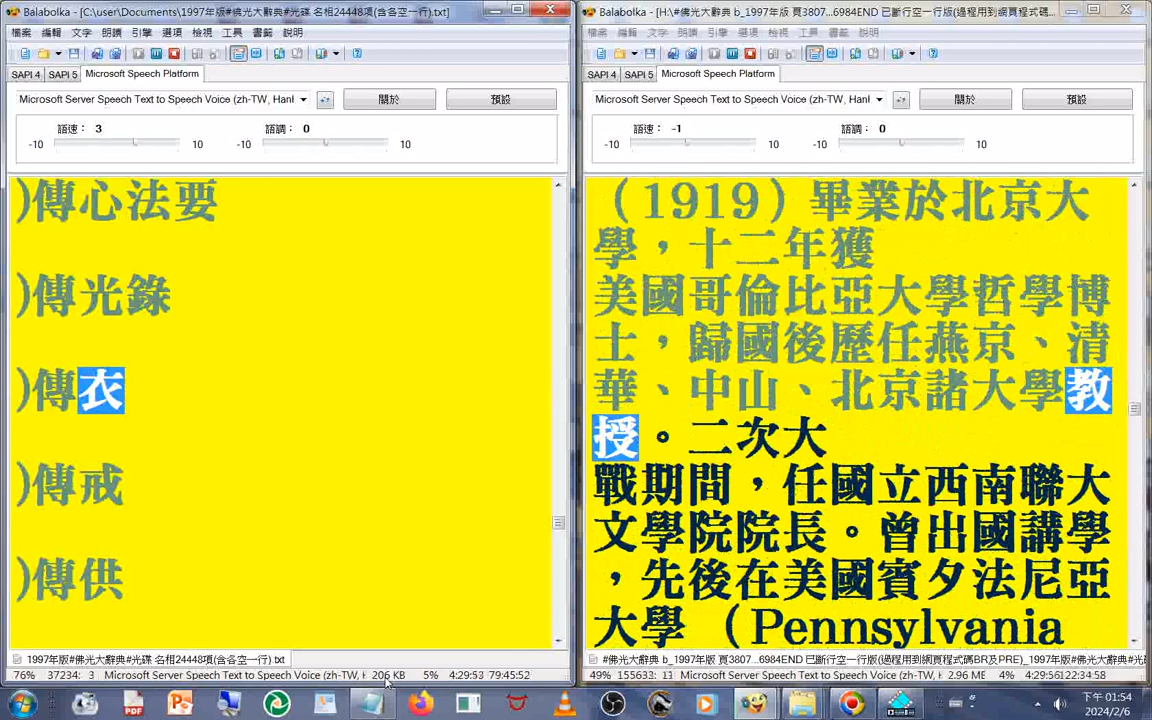 Balabolka - [C:\user\Documents\1997年版#佛光大辭典#光碟 名相24448項(含各空一行).txt]
檔案 編輯 文字 朗讀 引擎 選項 檢視 工具 書籤 說明
SAPI 4 SAPI 5 Microsoft Speech Platform
Microsoft Server Speech Text to Speech Voice (zh-TW, Hanl
關於 預設
語速： 3 語調： 0
-10 10 -10 10
)傳心法要
)傳光錄
)傳衣
)傳戒
)傳供
1997年版#佛光大辭典#光碟 名相24448項(含各空一行).txt
76% 37234: 3 Microsoft Server Speech Text to Speech Voice (zh-TW, H 206 KB 5% 4:29:53 79:45:52
Balabolka - [H:\#佛光大辭典 b_1997年版 頁3807...6984END 已斷行空一行版(過程用到網頁程式碼
檔案 編輯 文字 朗讀 引擎 選項 檢視 工具 書籤 說明
SAPI 4 SAPI 5 Microsoft Speech Platform
Microsoft Server Speech Text to Speech Voice (zh-TW, Hanl
關於 預設
語速： -1 語調： 0
-10 10 -10 10
（1919）畢業於北京大
學，十二年獲
美國哥倫比亞大學哲學博
士，歸國後歷任燕京、清
華、中山、北京諸大學教
授。二次大
戰期間，任國立西南聯大
文學院院長。曾出國講學
，先後在美國賓夕法尼亞
大學（Pennsylvania
#佛光大辭典 b_1997年版 頁3807...6984END 已斷行空一行版(過程用到網頁程式碼BR及PRE)_1997年版#光
49% 155633: 11 Microsoft Server Speech Text to Speech Voice (zh-TW, H 2.96 ME 4% 4:29:56 122:34:58
下午 01:54
2024/2/6